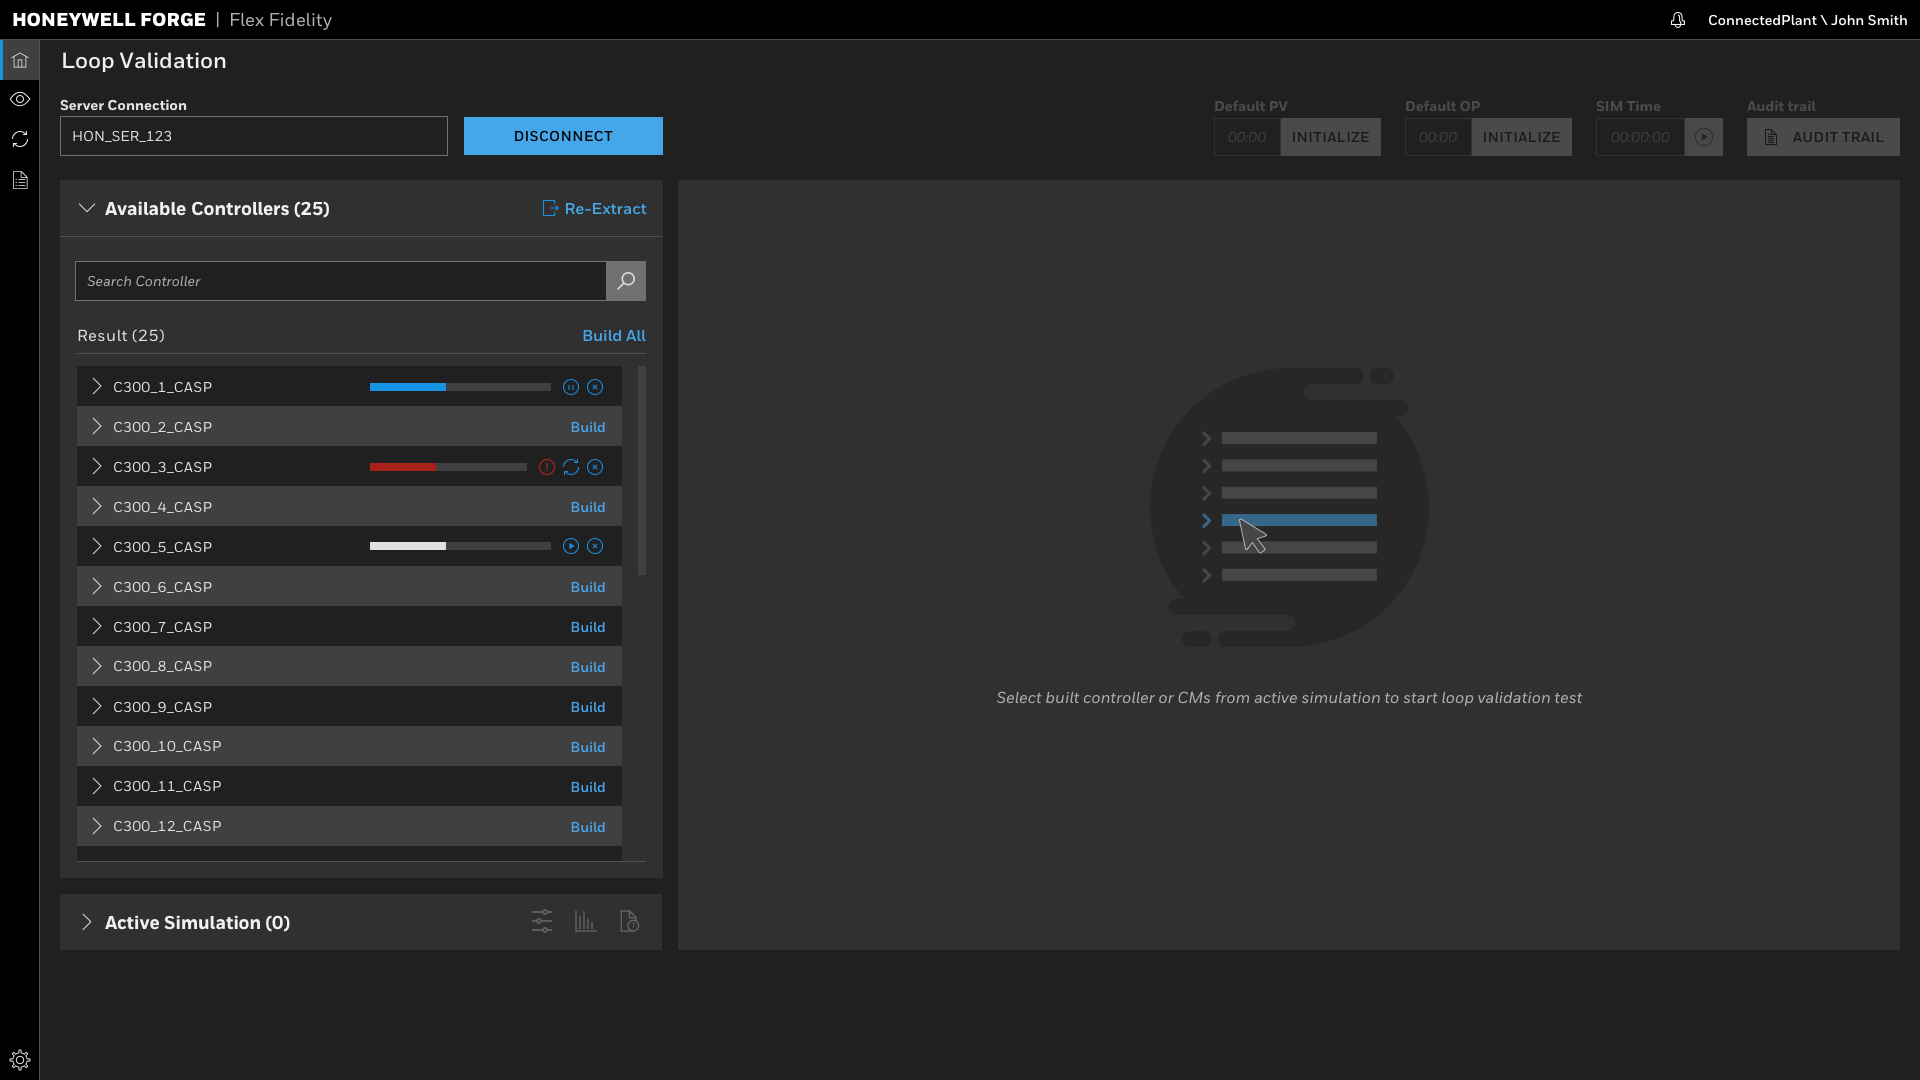 HONEYWELL FORGE | Flex Fidelity
ConnectedPlant \ John Smith
Loop Validation
Server Connection
HON_SER_123
DISCONNECT
Default PV
00:00
INITIALIZE
Default OP
00:00
INITIALIZE
SIM Time
00:00:00
Audit trail
AUDIT TRAIL
Available Controllers (25)
Re-Extract
Search Controller
Result (25)
Build All
C300_1_CASP
C300_2_CASP
Build
C300_3_CASP
C300_4_CASP
Build
C300_5_CASP
C300_6_CASP
Build
C300_7_CASP
Build
C300_8_CASP
Build
C300_9_CASP
Build
C300_10_CASP
Build
C300_11_CASP
Build
C300_12_CASP
Build
Active Simulation (0)
Select built controller or CMs from active simulation to start loop validation test